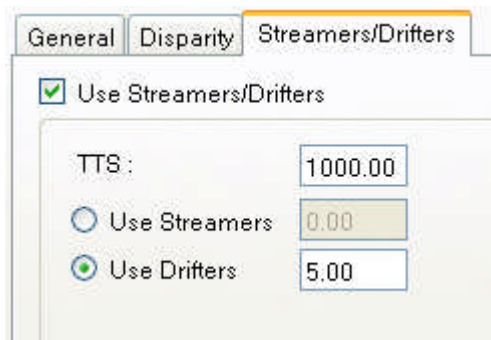 General Disparity Streamers/Drifters
Use Streamers/Drifters
TTS : 1000.00
Use Streamers 0.00
Use Drifters 5.00